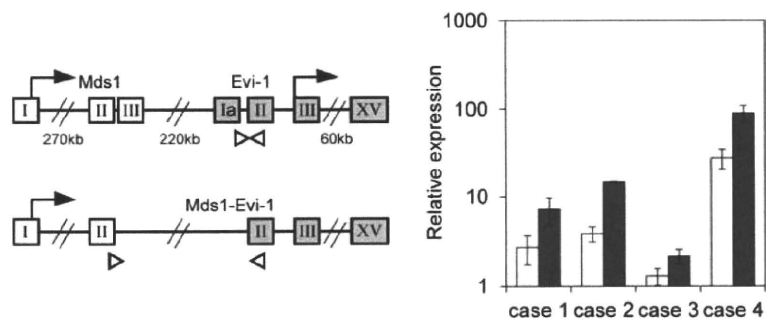 Mds1 Evi-1
I II III Ia II III XV
270kb 220kb 60kb
Mds1-Evi-1
I II II III XV
Relative expression
1000
100
10
1
case 1 case 2 case 3 case 4